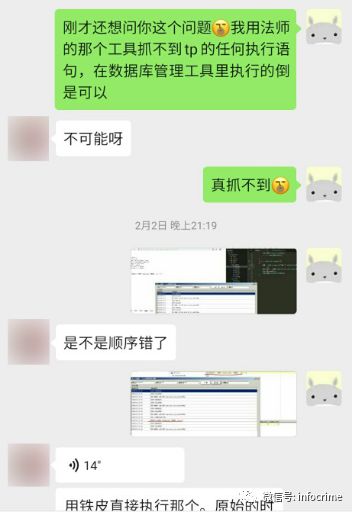 刚才还想问你这个问题我用法师
的那个工具抓不到tp的任何执行语
句，在数据库管理工具里执行的倒
是可以
不可能呀
真抓不到
2月2日 晚上21:19
是不是顺序错了
14"
用铁皮直接执行那个。原始的时
微信号: infocrime